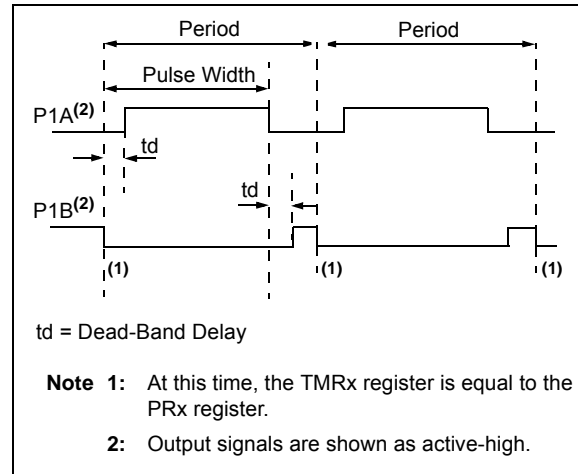 Period Period
Pulse Width
P1A(2)
td
td
P1B(2)
(1) (1) (1)
td = Dead-Band Delay
Note 1: At this time, the TMRx register is equal to the
PRx register.
2: Output signals are shown as active-high.